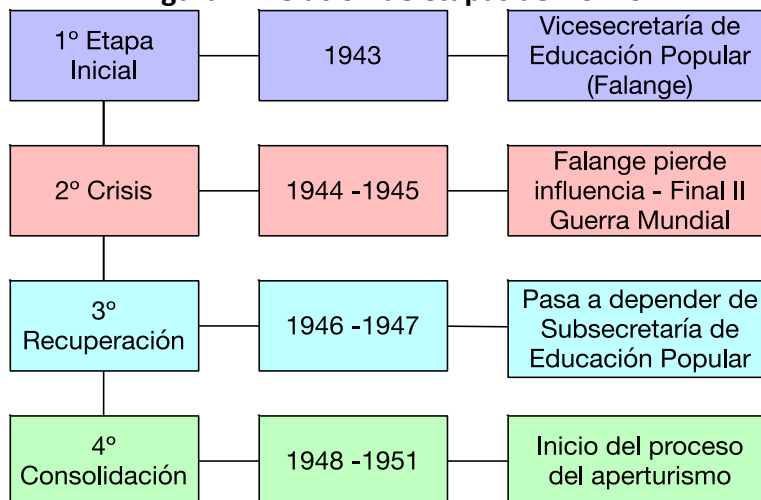 1º Etapa
Inicial
1943
Vicesecretaría de
Educación Popular
(Falange)
2º Crisis
1944 -1945
Falange pierde
influencia - Final II
Guerra Mundial
3º
Recuperación
1946 -1947
Pasa a depender de
Subsecretaría de
Educación Popular
4º
Consolidación
1948 -1951
Inicio del proceso
del aperturismo